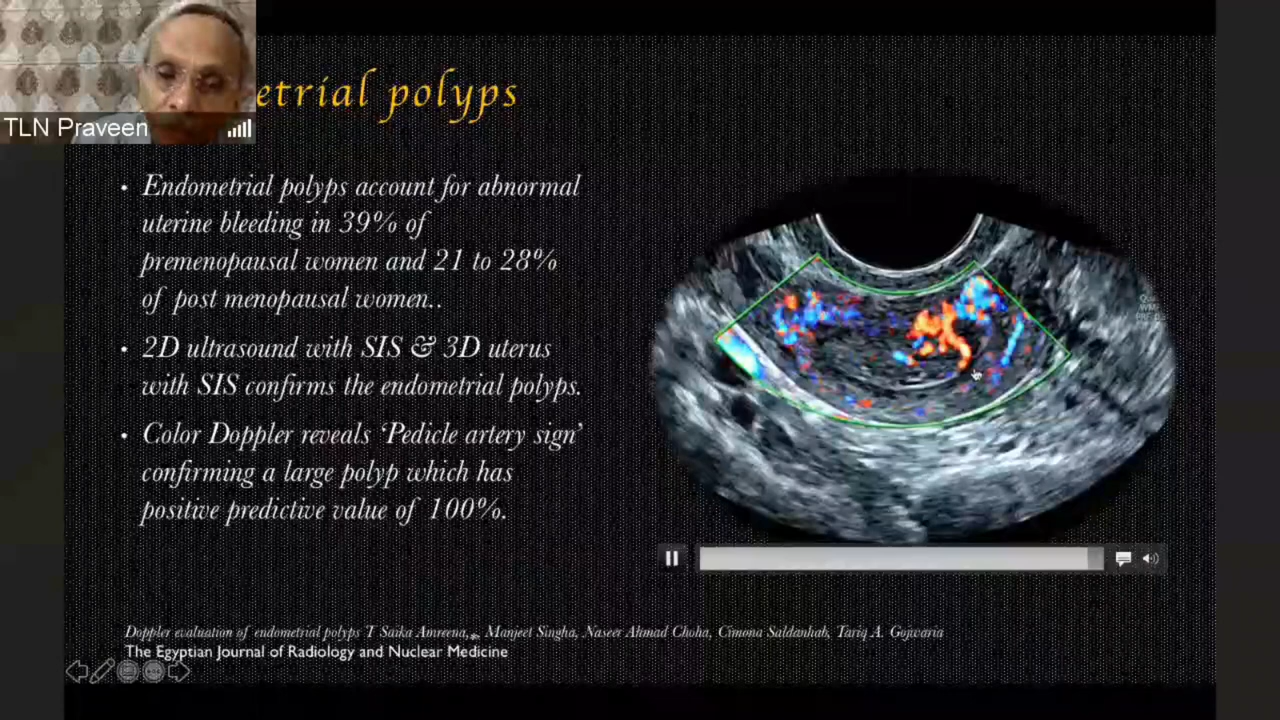 etrial polyps
TLN Praveen
• Endometrial polyps account for abnormal
uterine bleeding in 39% of
premenopausal women and 21 to 28%
of post menopausal women..
• 2D ultrasound with SIS & 3D uterus
with SIS confirms the endometrial polyps.
• Color Doppler reveals ‘Pedicle artery sign’
confirming a large polyp which has
positive predictive value of 100%.
Doppler evaluation of endometrial polyps T Saika Amreena, Manjeet Singha, Naseer Ahmad Choha, Cimona Saldanhab, Tariq A. Gojwaria
The Egyptian Journal of Radiology and Nuclear Medicine